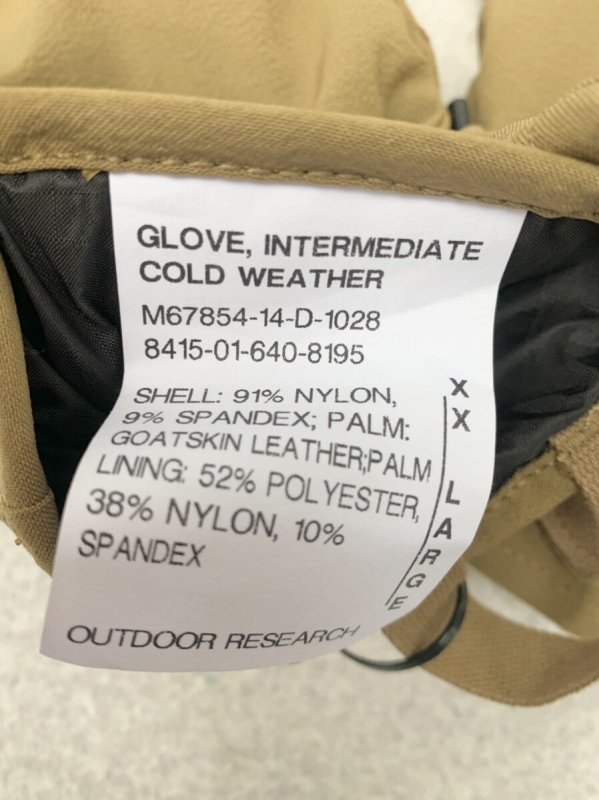 GLOVE, INTERMEDIATE
COLD WEATHER
M67854-14-D-1028
8415-01-640-8195
SHELL: 91% NYLON,
9% SPANDEX; PALM:
GOATSKIN LEATHER;PALM
LINING: 52% POLYESTER,
38% NYLON, 10%
SPANDEX
XX LARGE
OUTDOOR RESEARCH